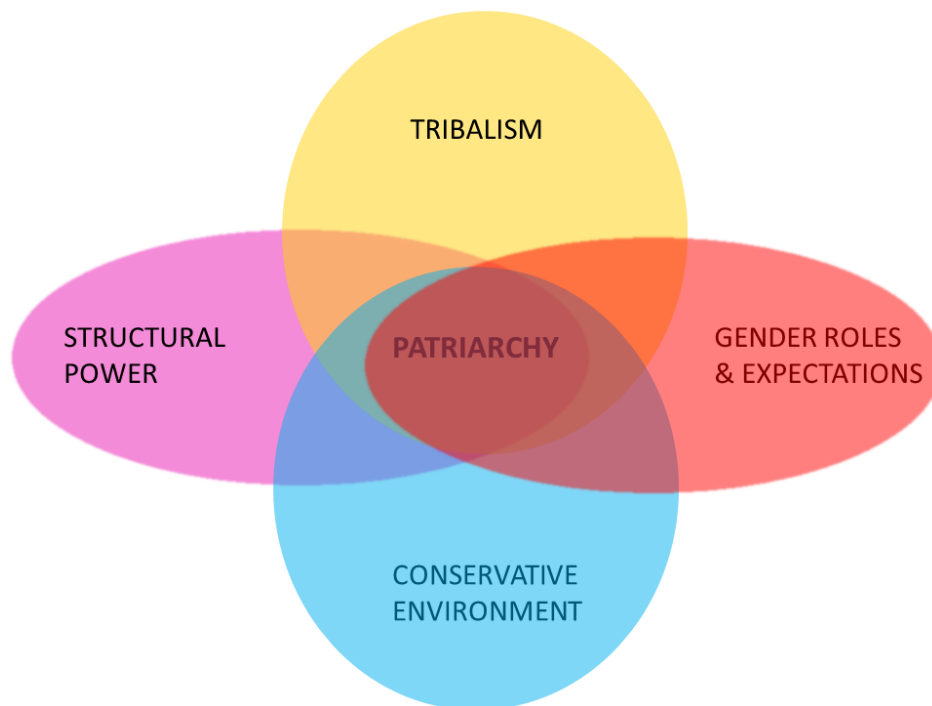 TRIBALISM
STRUCTURAL
POWER
PATRIARCHY
GENDER ROLES
& EXPECTATIONS
CONSERVATIVE
ENVIRONMENT